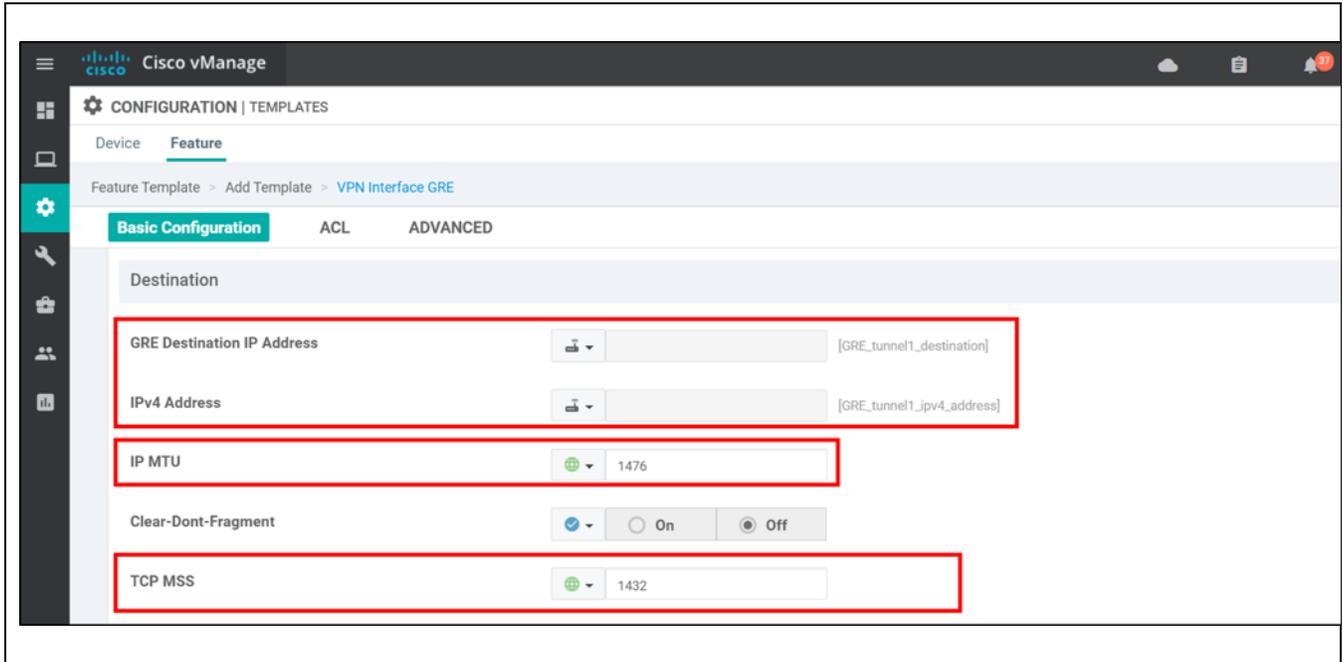 CISCO Cisco vManage 37
CONFIGURATION | TEMPLATES
Device Feature
Feature Template > Add Template > VPN Interface GRE
Basic Configuration ACL ADVANCED
Destination
GRE Destination IP Address [GRE_tunnel1_destination]
IPv4 Address [GRE_tunnel1_ipv4_address]
IP MTU 1476
Clear-Dont-Fragment On Off
TCP MSS 1432